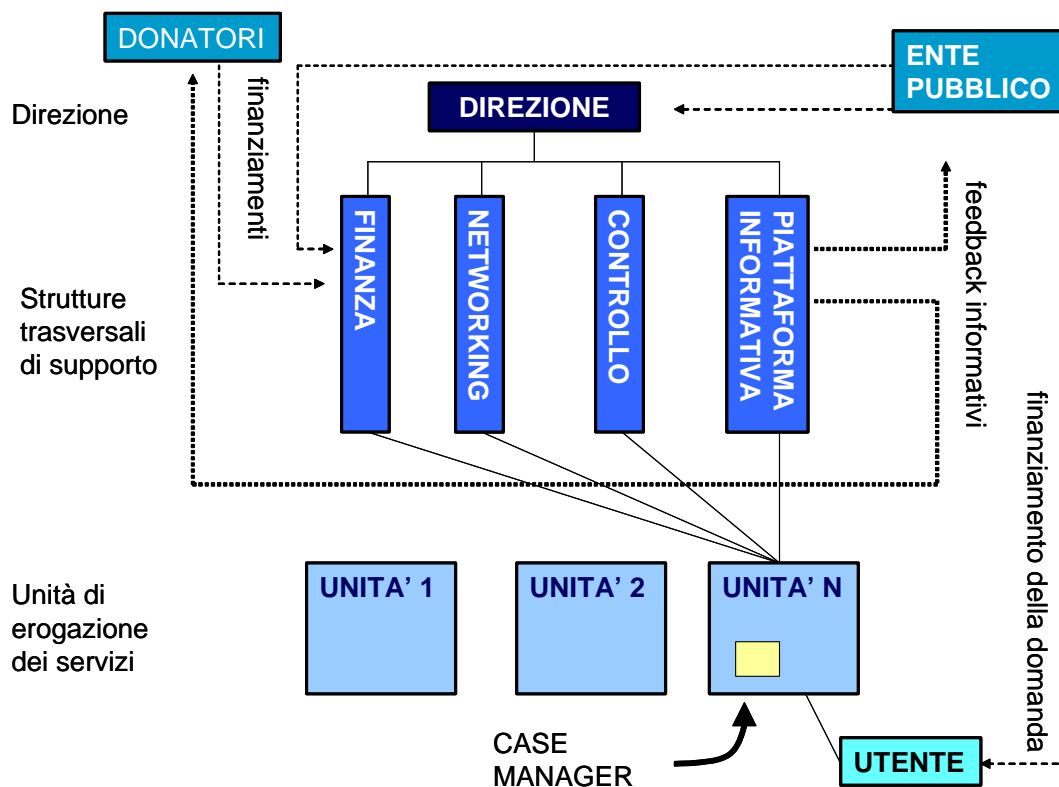 DONATORI
ENTE
PUBBLICO
finanziamenti
Direzione
DIREZIONE
FINANZA
NETWORKING
CONTROLLO
PIATTAFORMA
INFORMATIVA
feedback informativi
Strutture
trasversali
di supporto
finanziamento della domanda
Unità di
erogazione
dei servizi
UNITA’ 1
UNITA’ 2
UNITA’ N
CASE
MANAGER
UTENTE